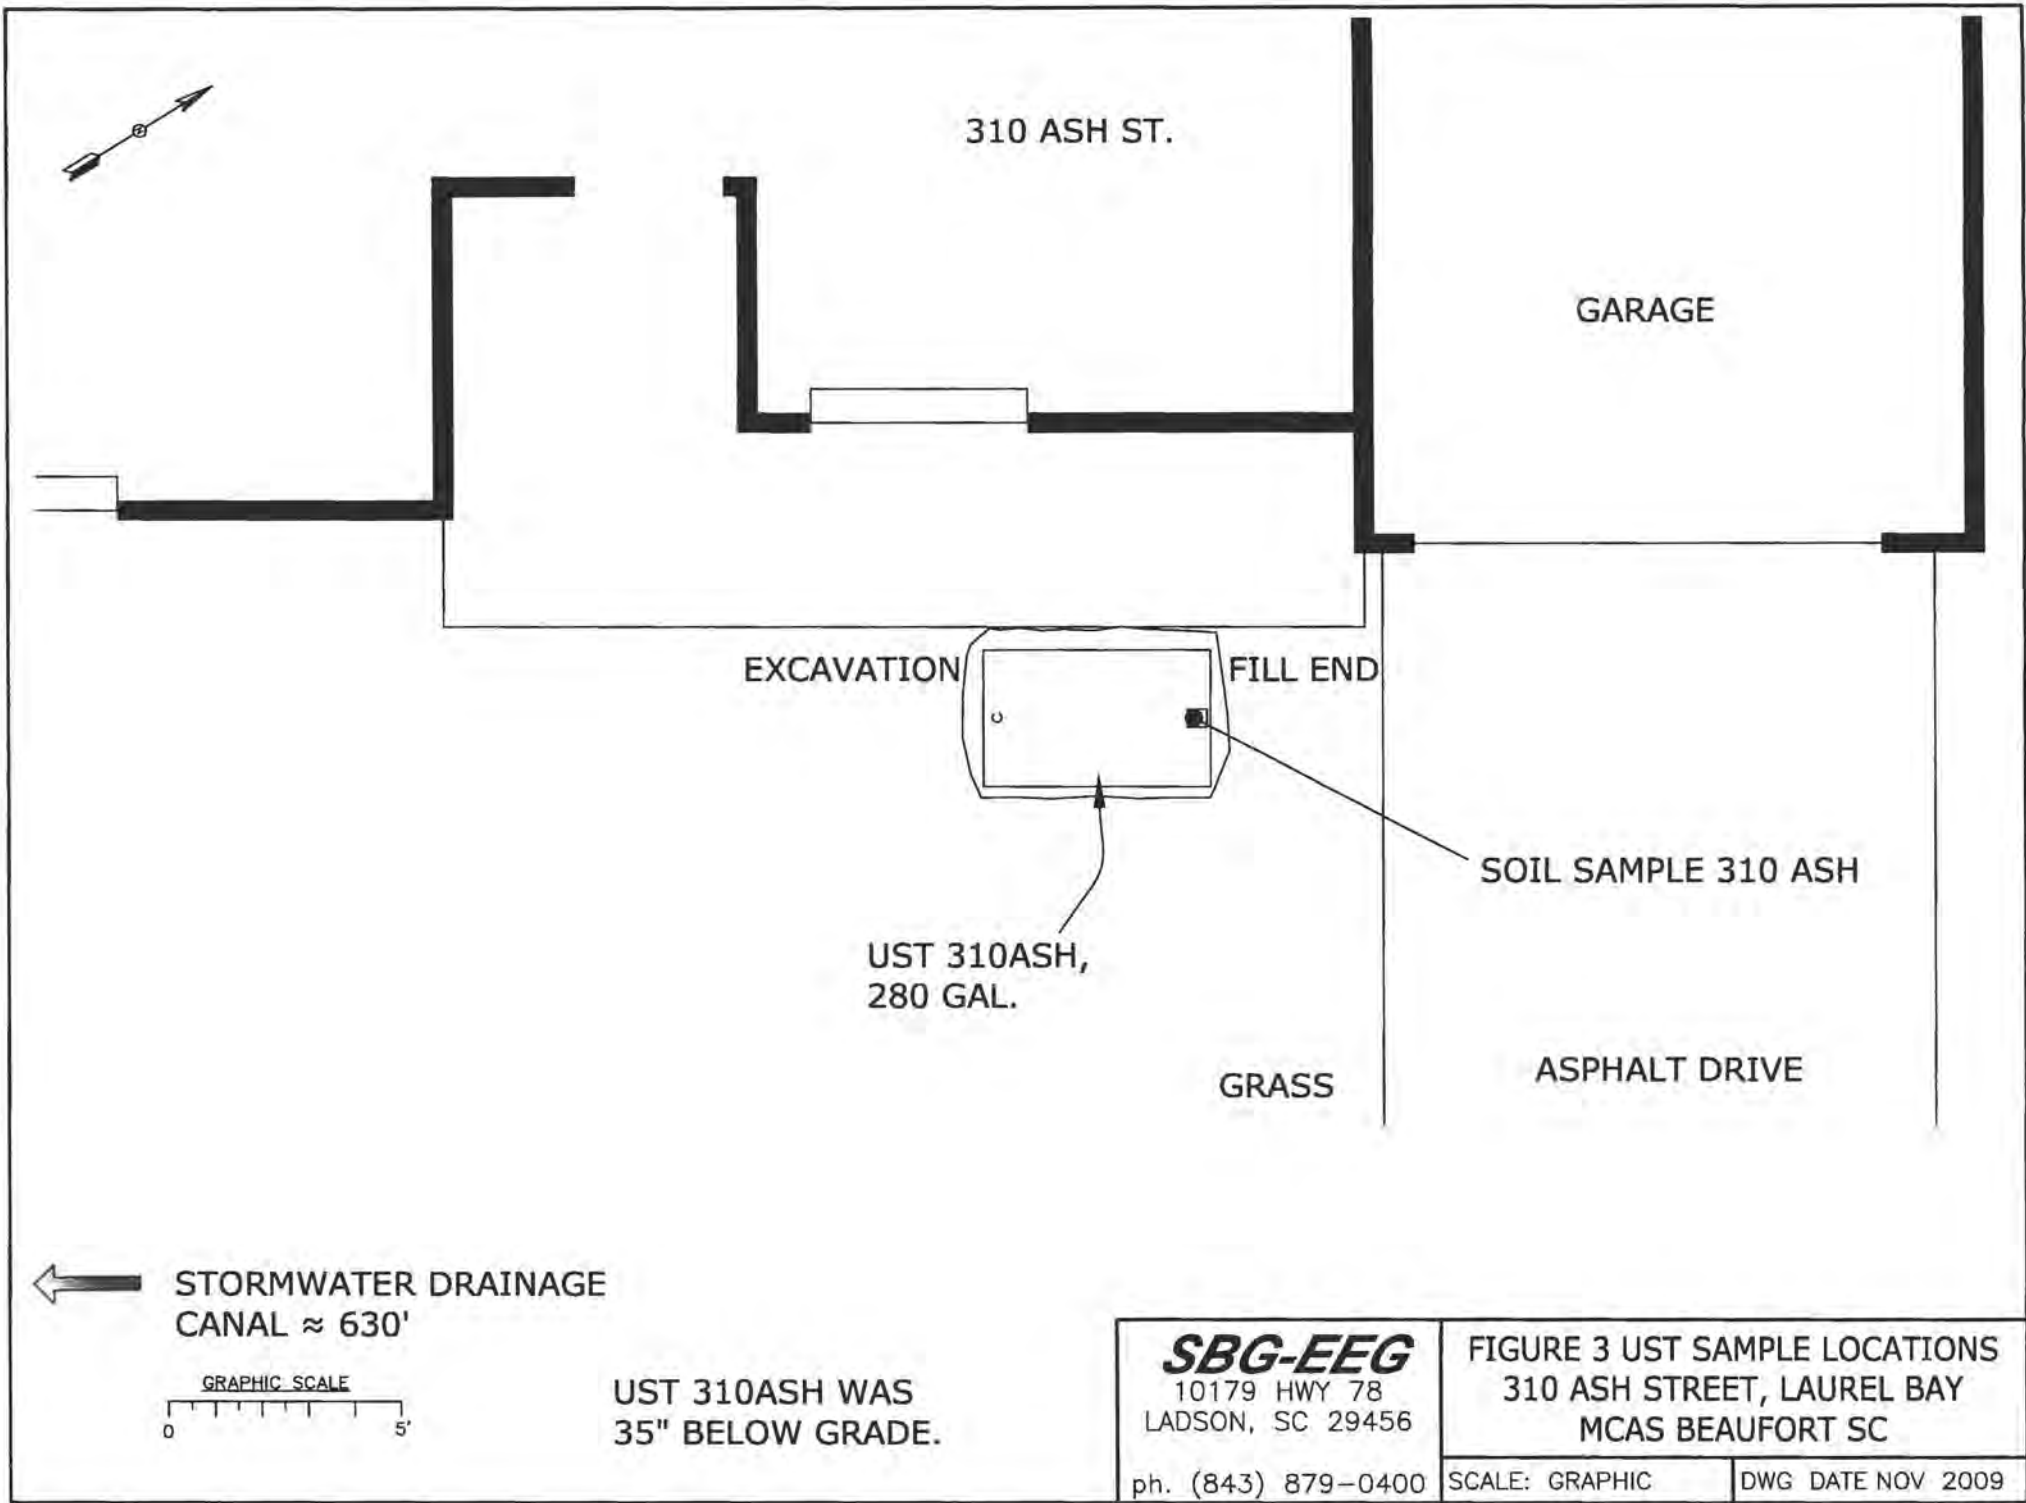 310 ASH ST.
GARAGE
EXCAVATION
FILL END
SOIL SAMPLE 310 ASH
UST 310ASH,
280 GAL.
GRASS
ASPHALT DRIVE
STORMWATER DRAINAGE
CANAL ≈ 630'
GRAPHIC SCALE
0 5'
UST 310ASH WAS
35" BELOW GRADE.
SBG-EEG
10179 HWY 78
LADSON, SC 29456
ph. (843) 879-0400
FIGURE 3 UST SAMPLE LOCATIONS
310 ASH STREET, LAUREL BAY
MCAS BEAUFORT SC
SCALE: GRAPHIC
DWG DATE NOV 2009